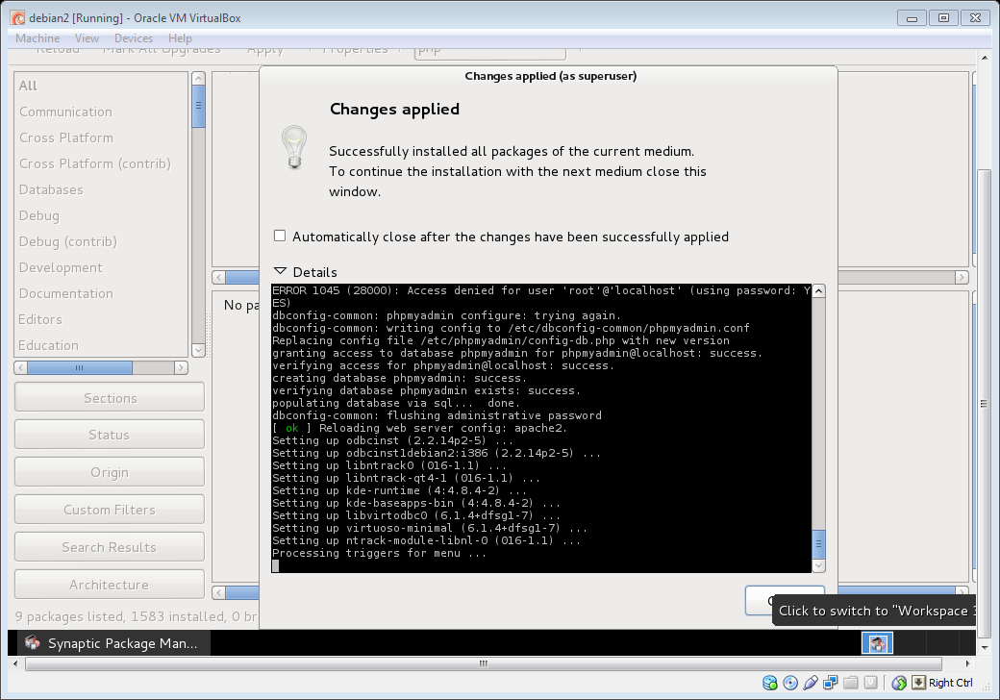 debian2 [Running] - Oracle VM VirtualBox
Machine View Devices Help
Reload Mark All Upgrades Apply Properties php
Changes applied (as superuser)
All
Communication
Cross Platform
Cross Platform (contrib)
Databases
Debug
Debug (contrib)
Development
Documentation
Editors
Education
Sections
Status
Origin
Custom Filters
Search Results
Architecture
No pa
Changes applied
Successfully installed all packages of the current medium.
To continue the installation with the next medium close this
window.
Automatically close after the changes have been successfully applied
Details
ERROR 1045 (28000): Access denied for user 'root'@'localhost' (using password: Y
ES)
dbconfig-common: phpmyadmin configure: trying again.
dbconfig-common: writing config to /etc/dbconfig-common/phpmyadmin.conf
Replacing config file /etc/phpmyadmin/config-db.php with new version
granting access to database phpmyadmin for phpmyadmin@localhost: success.
verifying access for phpmyadmin@localhost: success.
creating database phpmyadmin: success.
verifying database phpmyadmin exists: success.
populating database via sql...  done.
dbconfig-common: flushing administrative password
[ ok ] Reloading web server config: apache2.
Setting up odbcinst (2.2.14p2-5) ...
Setting up odbcinst1debian2:i386 (2.2.14p2-5) ...
Setting up libntrack0 (016-1.1) ...
Setting up libntrack-qt4-1 (016-1.1) ...
Setting up kde-runtime (4:4.8.4-2) ...
Setting up kde-baseapps-bin (4:4.8.4-2) ...
Setting up libvirtodbc0 (6.1.4+dfsg1-7) ...
Setting up virtuoso-minimal (6.1.4+dfsg1-7) ...
Setting up ntrack-module-libnl-0 (016-1.1) ...
Processing triggers for menu ...
Click to switch to "Workspace 3
9 packages listed, 1583 installed, 0 br
Synaptic Package Man...
Right Ctrl